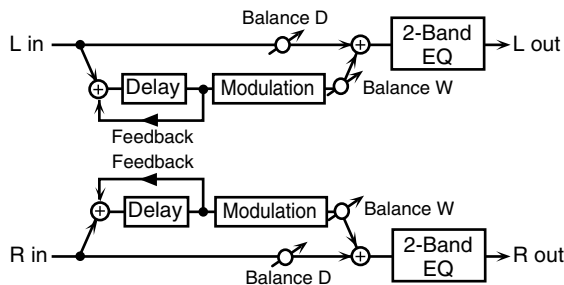 Balance D
L in
2-Band
EQ
L out
Delay
Modulation
Balance W
Feedback
Feedback
Delay
Modulation
Balance W
R in
2-Band
EQ
R out
Balance D